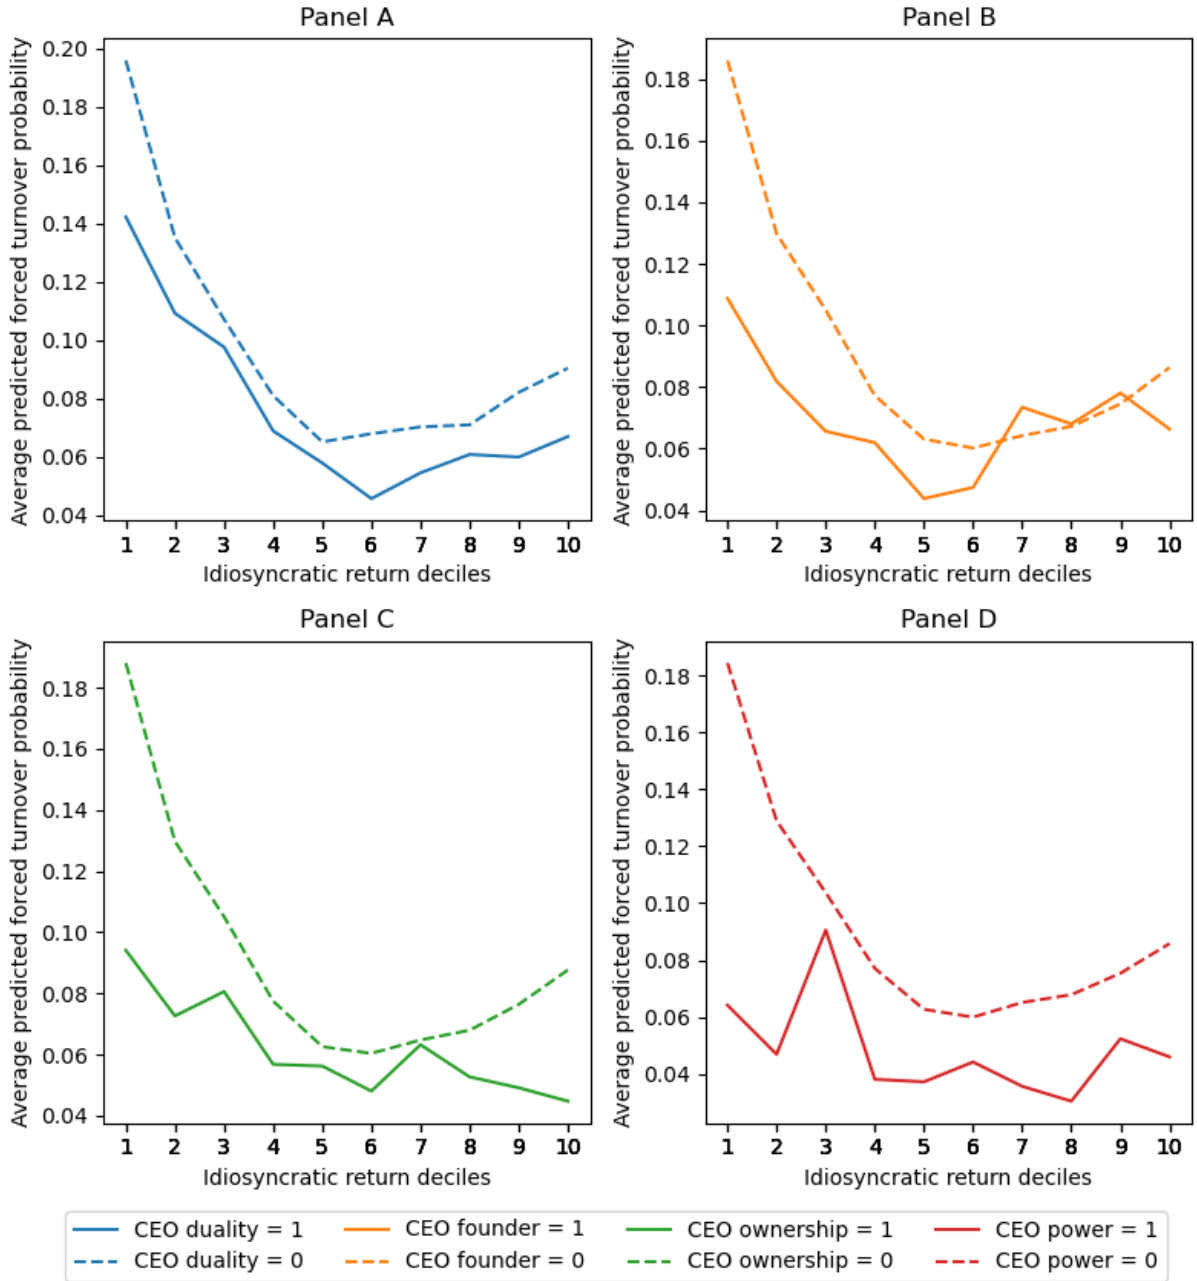 Panel A
Average predicted forced turnover probability
0.20
0.18
0.16
0.14
0.12
0.10
0.08
0.06
0.04
1 2 3 4 5 6 7 8 9 10
Idiosyncratic return deciles
Panel B
Average predicted forced turnover probability
0.18
0.16
0.14
0.12
0.10
0.08
0.06
0.04
1 2 3 4 5 6 7 8 9 10
Idiosyncratic return deciles
Panel C
Average predicted forced turnover probability
0.18
0.16
0.14
0.12
0.10
0.08
0.06
0.04
1 2 3 4 5 6 7 8 9 10
Idiosyncratic return deciles
Panel D
Average predicted forced turnover probability
0.18
0.16
0.14
0.12
0.10
0.08
0.06
0.04
1 2 3 4 5 6 7 8 9 10
Idiosyncratic return deciles
CEO duality = 1 CEO founder = 1 CEO ownership = 1 CEO power = 1
CEO duality = 0 CEO founder = 0 CEO ownership = 0 CEO power = 0